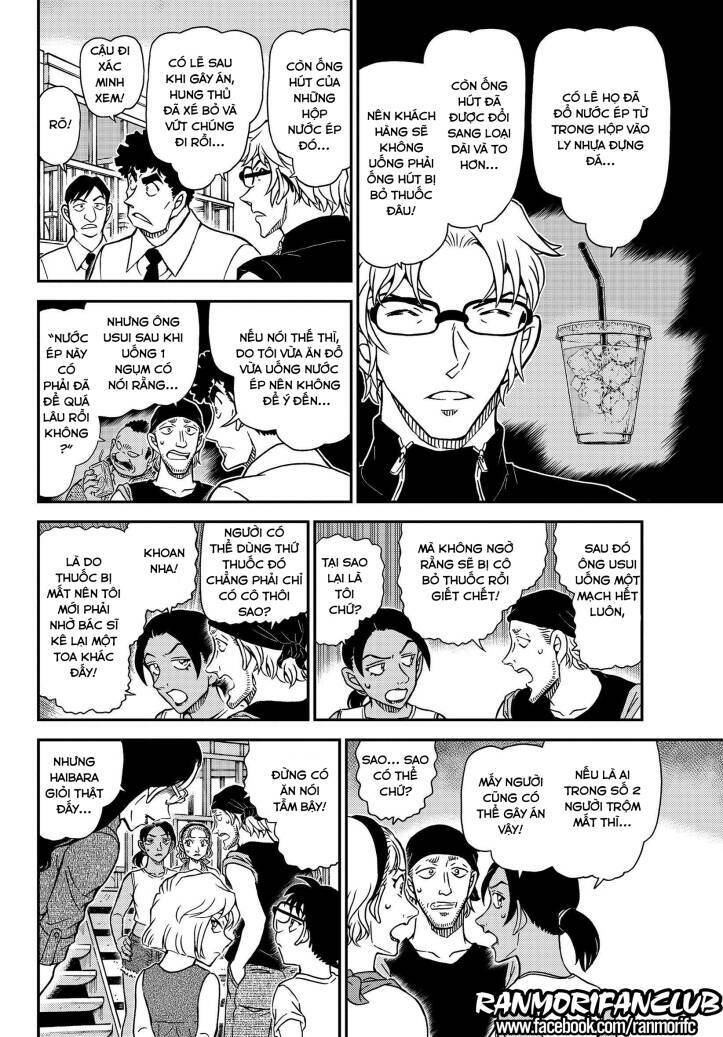 CÓ LẼ HỌ ĐÃ
ĐỔ NƯỚC ÉP TỪ
TRONG HỘP VÀO
LY NHỰA ĐỰNG
ĐÁ...
CÒN ỐNG
HÚT ĐÃ
ĐƯỢC ĐỔI
SANG LOẠI
DÀI VÀ TO
HƠN...
NÊN KHÁCH
HÀNG SẼ
KHÔNG
UỐNG PHẢI
ỐNG HÚT BỊ
BỎ THUỐC
ĐÂU!
CÒN ỐNG
HÚT CỦA
NHỮNG
HỘP
NƯỚC ÉP
ĐÓ...
CÓ LẼ SAU
KHI GÂY ÁN,
HUNG THỦ
ĐÃ XÉ BỎ VÀ
VỨT CHÚNG
ĐI RỒI...
CẬU ĐI
XÁC
MINH
XEM!
RÕ!
NẾU NÓI THẾ THÌ,
DO TÔI VỪA ĂN ĐỒ
VỪA UỐNG NƯỚC
ÉP NÊN KHÔNG
ĐỂ Ý ĐẾN...
NHƯNG ÔNG
USUI SAU KHI
UỐNG 1
NGỤM CÓ
NÓI RẰNG...
"NƯỚC
ÉP NÀY
CÓ
PHẢI ĐÃ
ĐỂ QUÁ
LÂU RỒI
KHÔNG
?"
SAU ĐÓ
ÔNG USUI
UỐNG MỘT
MẠCH HẾT
LUÔN,
MÀ KHÔNG NGỜ
RẰNG SẼ BỊ CÔ
BỎ THUỐC RỒI
GIẾT CHẾT!
TẠI SAO
LẠI LÀ
TÔI
CHỨ?
NGƯỜI CÓ
THỂ DÙNG THỨ
THUỐC ĐÓ
CHẲNG PHẢI CHỈ
CÓ CÔ THÔI
SAO?
KHOAN
NHA!
LÀ DO
THUỐC BỊ
MẤT NÊN TÔI
MỚI PHẢI
NHỜ BÁC SĨ
KÊ LẠI MỘT
TOA KHÁC
ĐẤY!
NẾU LÀ AI
TRONG SỐ 2
NGƯỜI TRỘM
MẤT THÌ...
MẤY NGƯỜI
CŨNG CÓ
THỂ GÂY ÁN
VẬY!
SAO... SAO
CÓ THỂ
CHỨ?
ĐỪNG CÓ
ĂN NÓI
TẦM BẬY!
NHƯNG
HAIBARA
GIỎI THẬT
ĐẤY...
RANMORIFANCLUB
www.facebook.com/ranmorifc